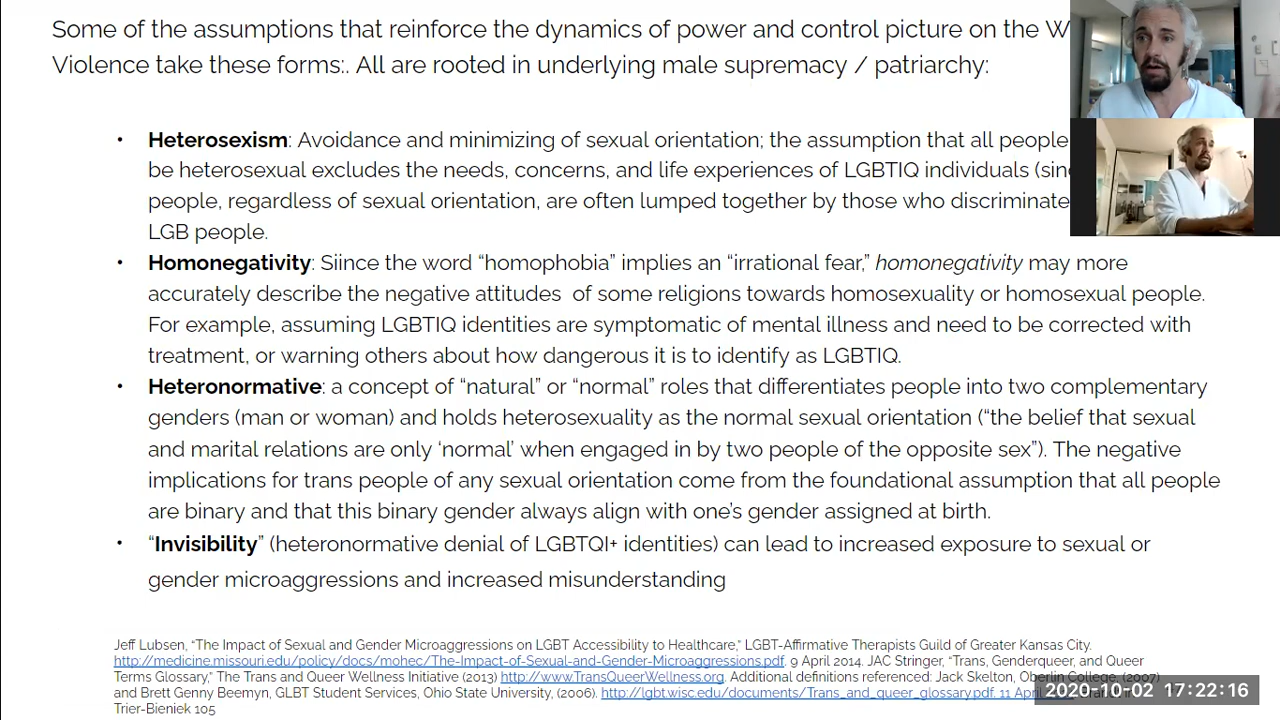 Some of the assumptions that reinforce the dynamics of power and control picture on the W
Violence take these forms:. All are rooted in underlying male supremacy / patriarchy:
• Heterosexism: Avoidance and minimizing of sexual orientation; the assumption that all people
be heterosexual excludes the needs, concerns, and life experiences of LGBTIQ individuals (sinc
people, regardless of sexual orientation, are often lumped together by those who discriminate
LGB people.
• Homonegativity: Siince the word “homophobia” implies an “irrational fear,” homonegativity may more
accurately describe the negative attitudes of some religions towards homosexuality or homosexual people.
For example, assuming LGBTIQ identities are symptomatic of mental illness and need to be corrected with
treatment, or warning others about how dangerous it is to identify as LGBTIQ.
• Heteronormative: a concept of “natural” or “normal” roles that differentiates people into two complementary
genders (man or woman) and holds heterosexuality as the normal sexual orientation (“the belief that sexual
and marital relations are only ‘normal’ when engaged in by two people of the opposite sex”). The negative
implications for trans people of any sexual orientation come from the foundational assumption that all people
are binary and that this binary gender always align with one’s gender assigned at birth.
• “Invisibility” (heteronormative denial of LGBTQI+ identities) can lead to increased exposure to sexual or
gender microaggressions and increased misunderstanding
Jeff Lubsen, “The Impact of Sexual and Gender Microaggressions on LGBT Accessibility to Healthcare,” LGBT-Affirmative Therapists Guild of Greater Kansas City.
http://medicine.missouri.edu/policy/docs/mohec/The-Impact-of-Sexual-and-Gender-Microaggressions.pdf. 9 April 2014. JAC Stringer, “Trans, Genderqueer, and Queer
Terms Glossary,” The Trans and Queer Wellness Initiative (2013) http://www.TransQueerWellness.org. Additional definitions referenced: Jack Skelton, Oberlin College, (2007)
and Brett Genny Beemyn, GLBT Student Services, Ohio State University, (2006). http://lgbt.wisc.edu/documents/Trans_and_queer_glossary.pdf. 11 April
Trier-Bieniek 105
2020-10-02 17:22:16